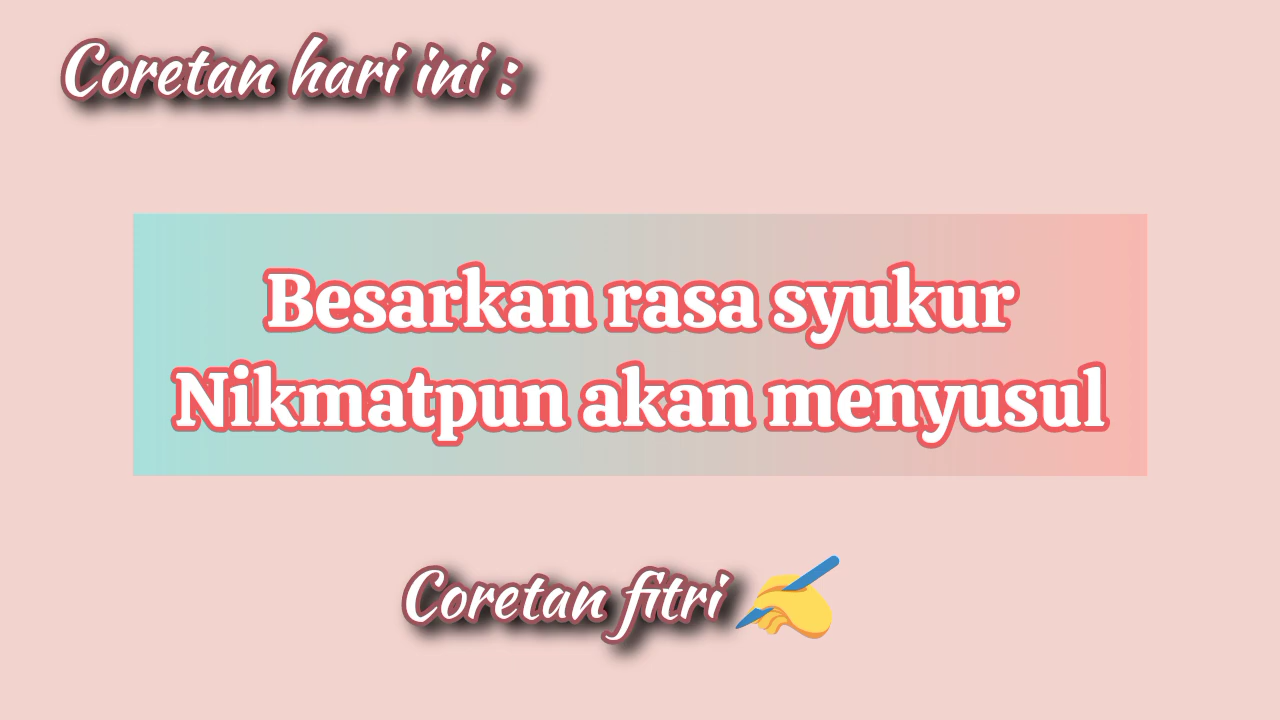 Coretan hari ini :
Besarkan rasa syukur
Nikmatpun akan menyusul
Coretan fitri ✍